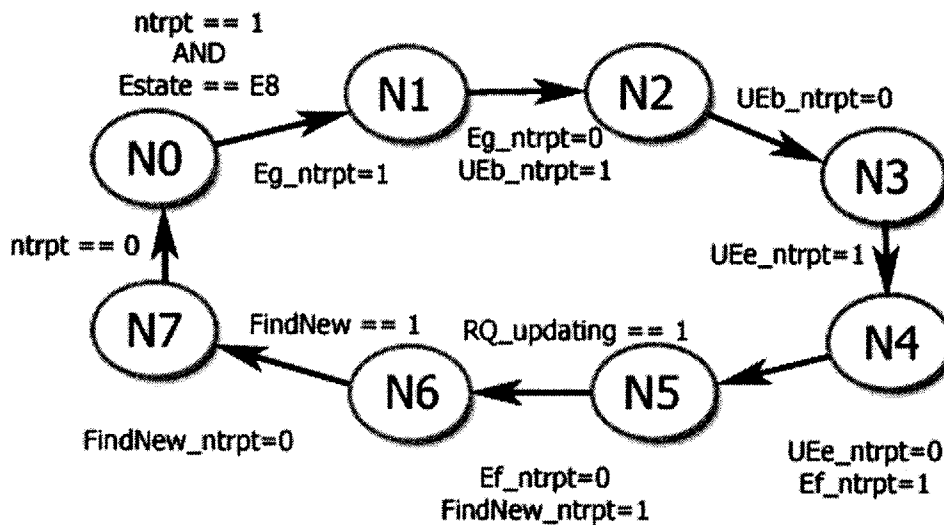 ntrpt == 1
AND
Estate == E8
N0
N1
N2
Eg_ntrpt=1
Eg_ntrpt=0
UEb_ntrpt=1
UEb_ntrpt=0
N3
UEe_ntrpt=1
N4
UEe_ntrpt=0
Ef_ntrpt=1
RQ_updating == 1
N5
Ef_ntrpt=0
FindNew_ntrpt=1
FindNew == 1
N6
N7
FindNew_ntrpt=0
ntrpt == 0